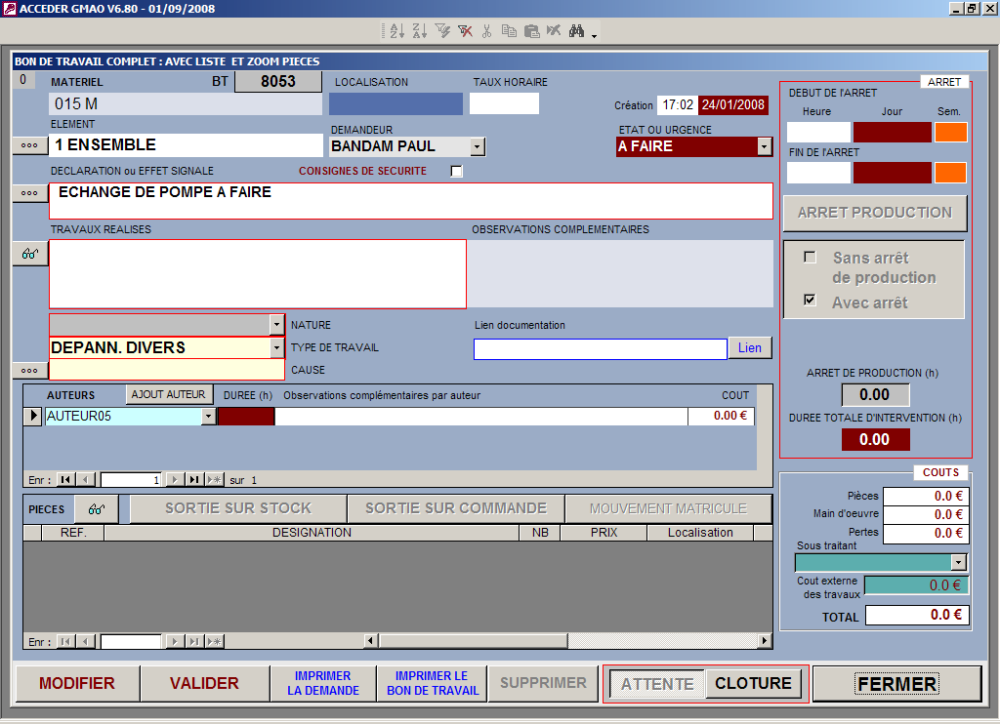 ACCEDER GMAO V6.80 - 01/09/2008
BON DE TRAVAIL COMPLET : AVEC LISTE ET ZOOM PIECES
0
MATERIEL
BT
8053
LOCALISATION
TAUX HORAIRE
015 M
Création
17:02
24/01/2008
ELEMENT
1 ENSEMBLE
DEMANDEUR
BANDAM PAUL
ETAT OU URGENCE
A FAIRE
DECLARATION ou EFFET SIGNALE
CONSIGNES DE SECURITE
ECHANGE DE POMPE A FAIRE
TRAVAUX REALISES
OBSERVATIONS COMPLEMENTAIRES
NATURE
Lien documentation
DEPANN. DIVERS
TYPE DE TRAVAIL
Lien
CAUSE
AUTEURS
AJOUT AUTEUR
DUREE (h)
Observations complémentaires par auteur
COUT
AUTEUR05
0.00 €
Enr :
1
sur 1
PIECES
SORTIE SUR STOCK
SORTIE SUR COMMANDE
MOUVEMENT MATRICULE
REF.
DESIGNATION
NB
PRIX
Localisation
Enr :
ARRET
DEBUT DE l'ARRET
Heure
Jour
Sem.
FIN DE l'ARRET
ARRET PRODUCTION
Sans arrêt
de production
Avec arrêt
ARRET DE PRODUCTION (h)
0.00
DUREE TOTALE D'INTERVENTION (h)
0.00
COUTS
Pièces
0.0 €
Main d'oeuvre
0.0 €
Pertes
0.0 €
Sous traitant
Cout externe
des travaux
0.0 €
TOTAL
0.0 €
MODIFIER
VALIDER
IMPRIMER
LA DEMANDE
IMPRIMER LE
BON DE TRAVAIL
SUPPRIMER
ATTENTE
CLOTURE
FERMER